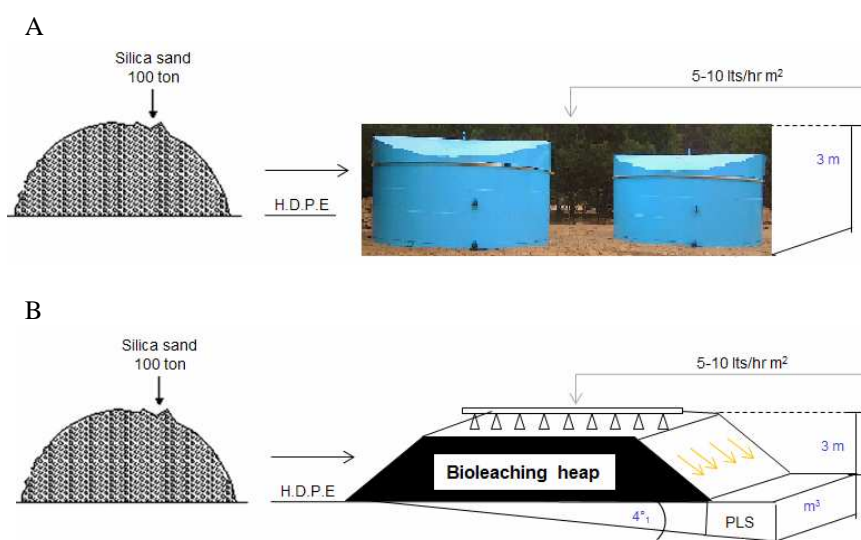 A
Silica sand
100 ton
5-10 lts/hr m²
H.D.P.E
3 m
B
Silica sand
100 ton
5-10 lts/hr m²
H.D.P.E
Bioleaching heap
3 m
4°₁
PLS
m³